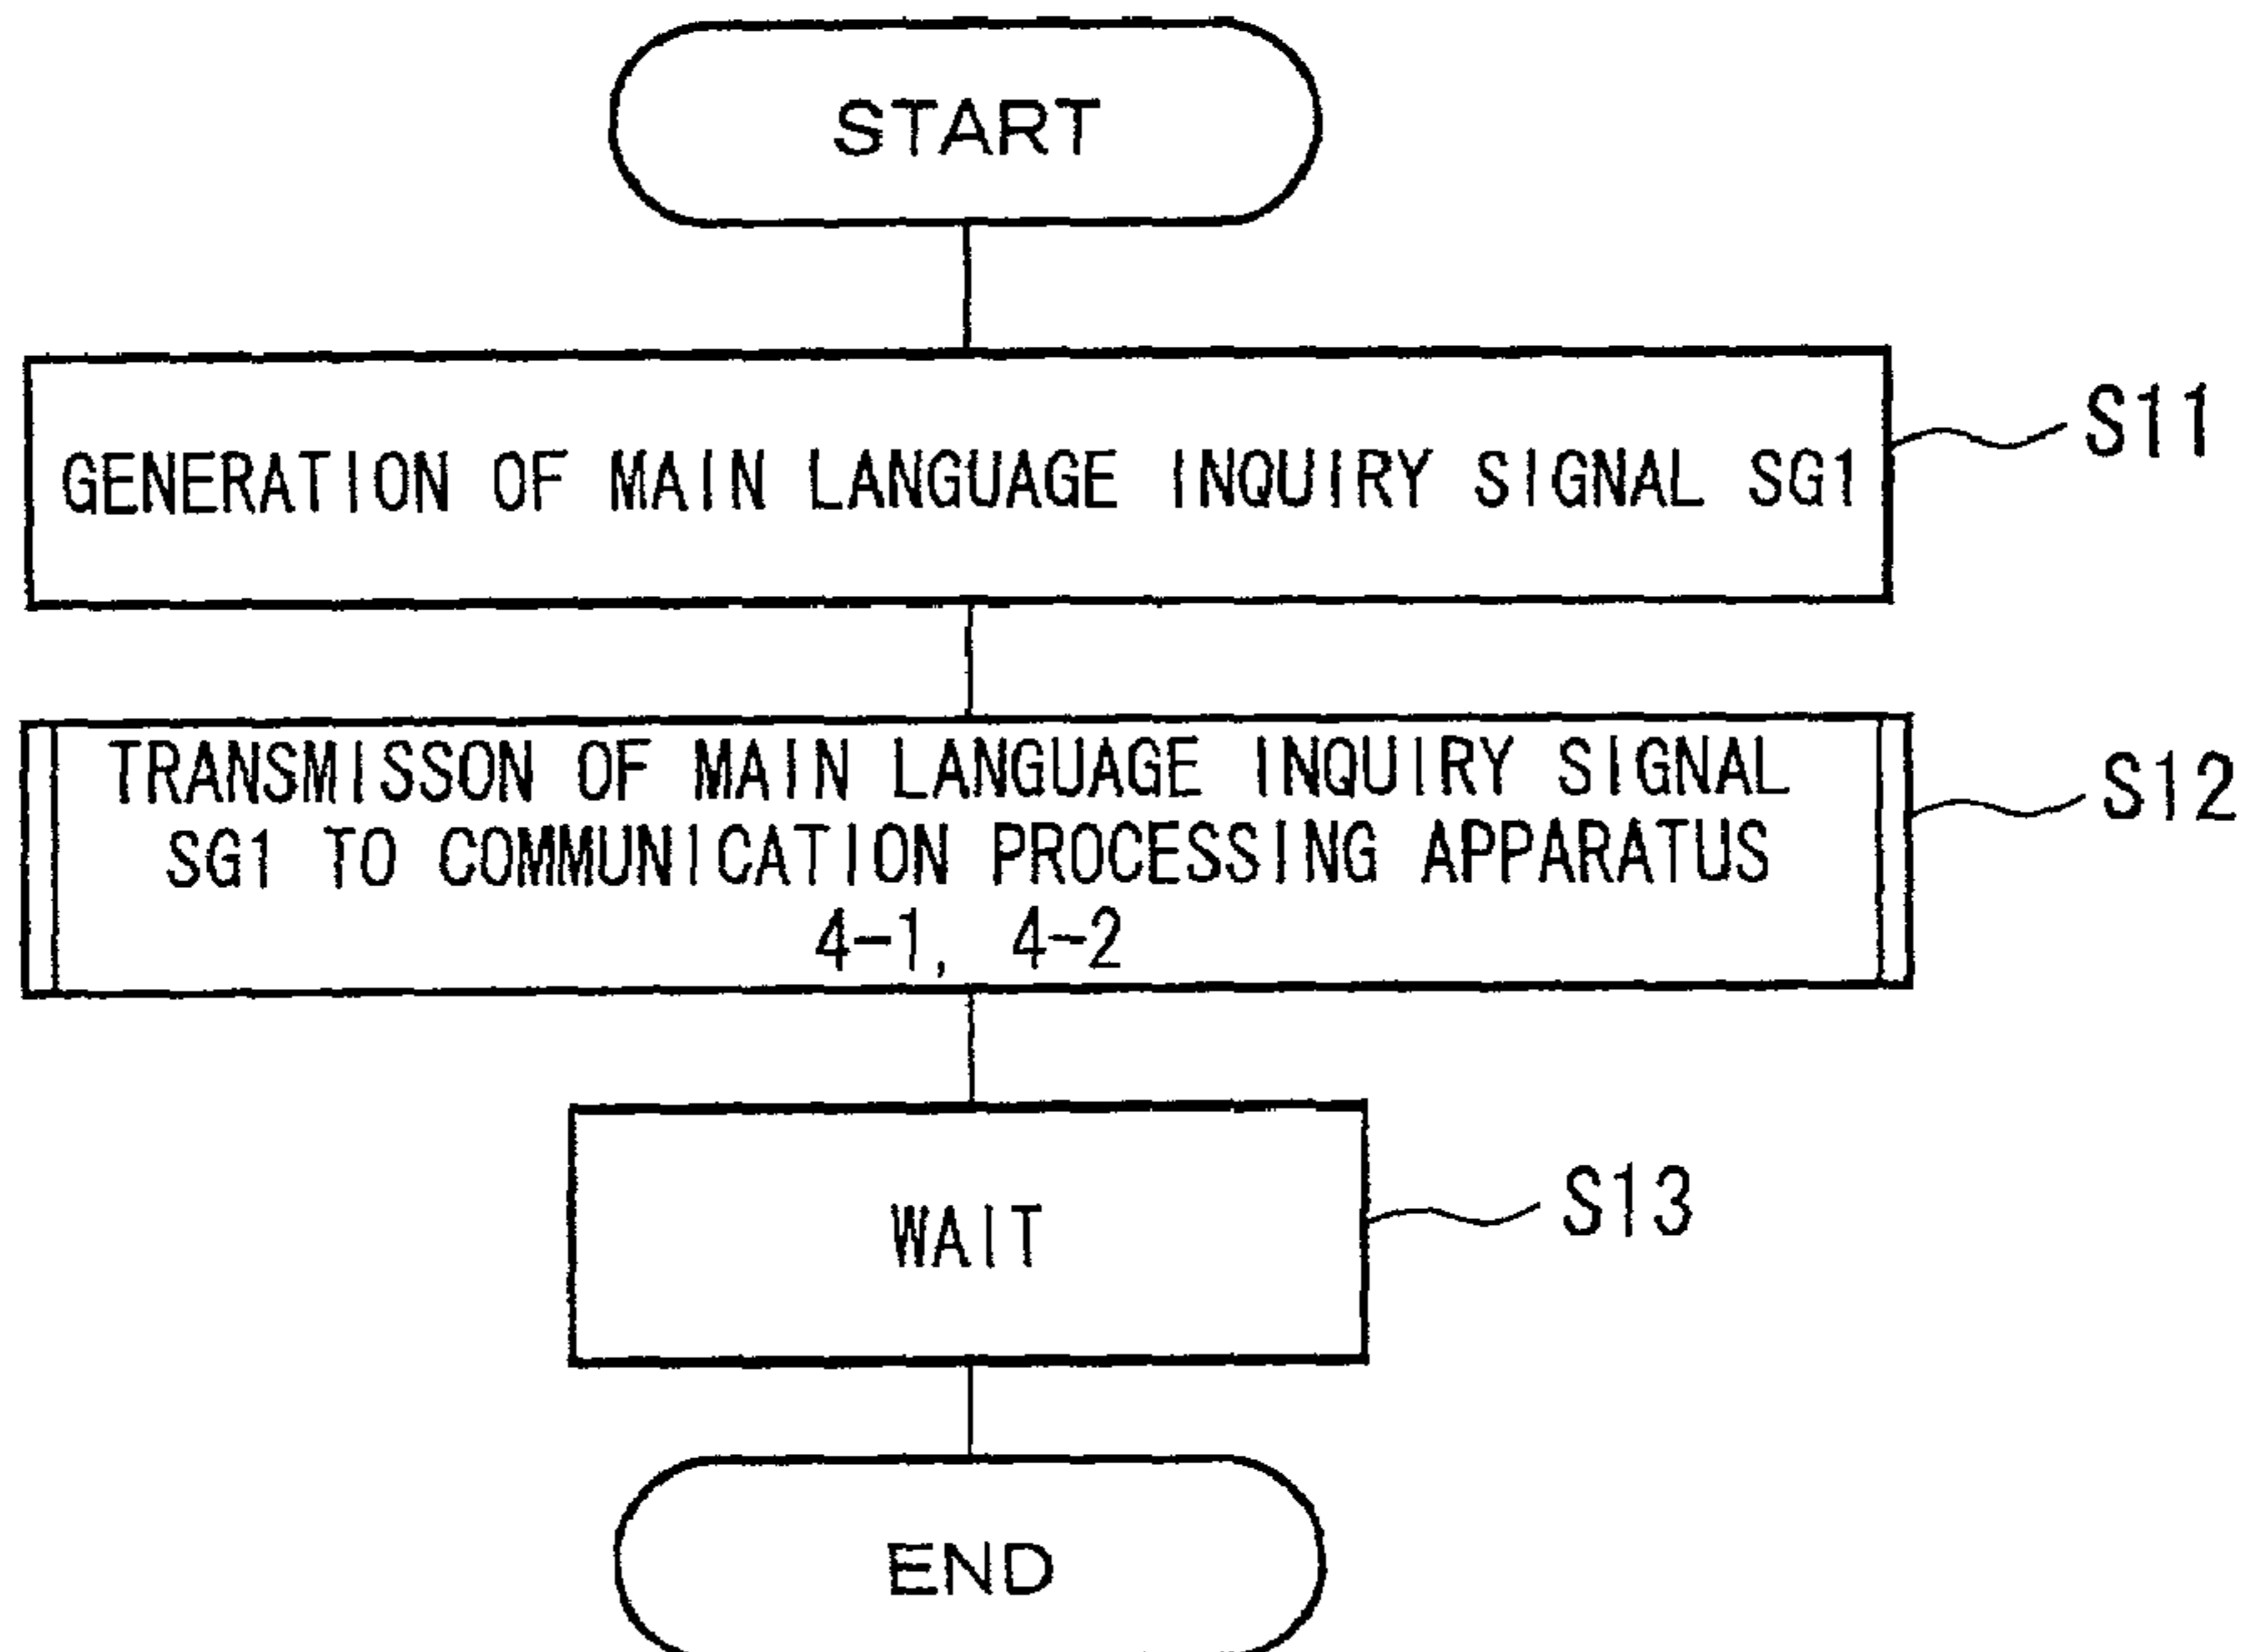 START
GENERATION OF MAIN LANGUAGE INQUIRY SIGNAL SG1
S11
TRANSMISSON OF MAIN LANGUAGE INQUIRY SIGNAL
SG1 TO COMMUNICATION PROCESSING APPARATUS
4-1, 4-2
S12
WAIT
S13
END